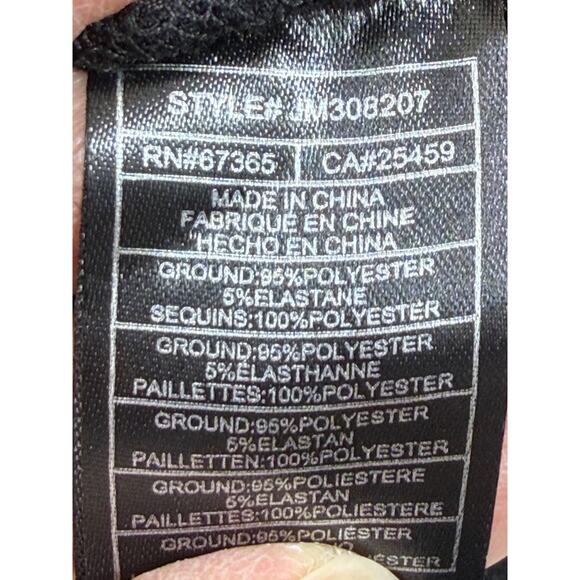 STYLE# JM308207
RN#67365 CA#25459
MADE IN CHINA
FABRIQUE EN CHINE
HECHO EN CHINA
GROUND:95%POLYESTER
5%ELASTANE
SEQUINS:100%POLYESTER
GROUND:95%POLYESTER
5%ELASTHANNE
PAILLETTES:100%POLYESTER
GROUND:95%POLYESTER
5%ELASTAN
PAILLETTEN:100%POLYESTER
GROUND:95%POLIESTERE
5%ELASTAN
PAILLETTES:100%POLIESTERE
GROUND:95%POLIÉSTER